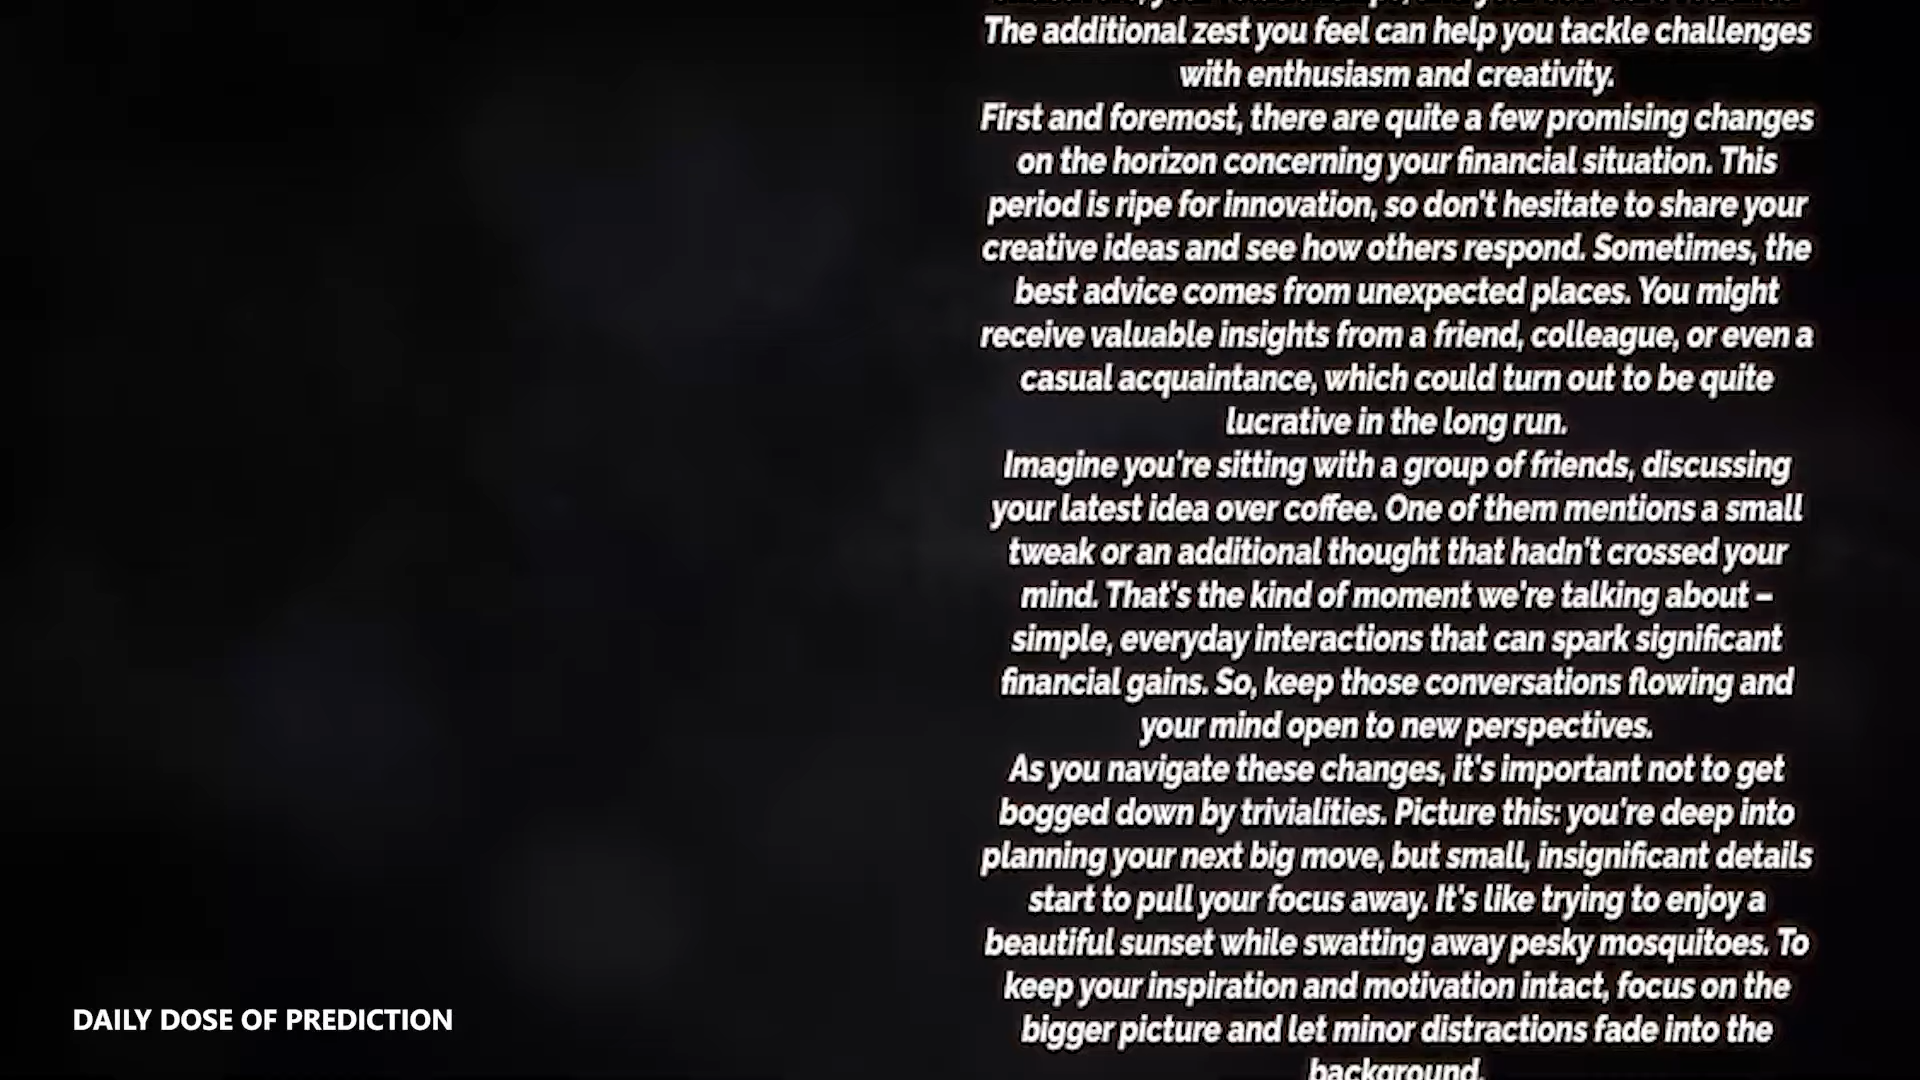 The additional zest you feel can help you tackle challenges
with enthusiasm and creativity.
First and foremost, there are quite a few promising changes
on the horizon concerning your financial situation. This
period is ripe for innovation, so don't hesitate to share your
creative ideas and see how others respond. Sometimes, the
best advice comes from unexpected places. You might
receive valuable insights from a friend, colleague, or even a
casual acquaintance, which could turn out to be quite
lucrative in the long run.
Imagine you're sitting with a group of friends, discussing
your latest idea over coffee. One of them mentions a small
tweak or an additional thought that hadn't crossed your
mind. That's the kind of moment we're talking about –
simple, everyday interactions that can spark significant
financial gains. So, keep those conversations flowing and
your mind open to new perspectives.
As you navigate these changes, it's important not to get
bogged down by trivialities. Picture this: you're deep into
planning your next big move, but small, insignificant details
start to pull your focus away. It's like trying to enjoy a
beautiful sunset while swatting away pesky mosquitoes. To
keep your inspiration and motivation intact, focus on the
bigger picture and let minor distractions fade into the
background.
DAILY DOSE OF PREDICTION